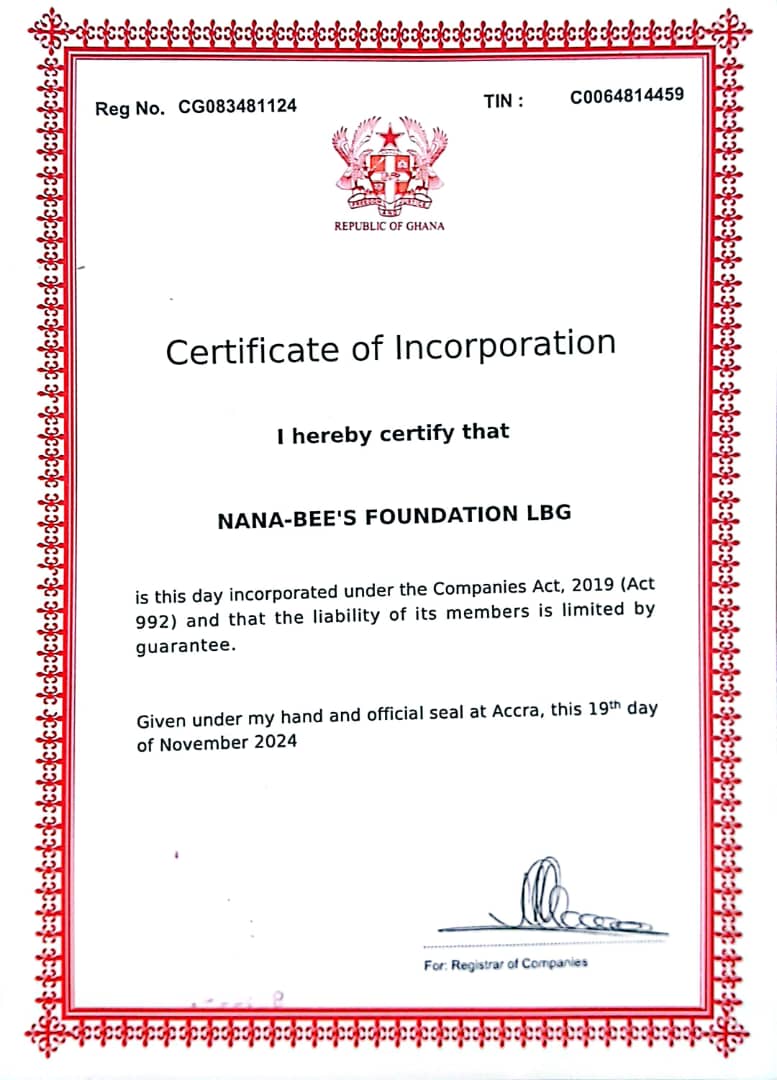 Reg No. CG083481124
TIN : C0064814459
REPUBLIC OF GHANA
Certificate of Incorporation
I hereby certify that
NANA-BEE'S FOUNDATION LBG
is this day incorporated under the Companies Act, 2019 (Act
992) and that the liability of its members is limited by
guarantee.
Given under my hand and official seal at Accra, this 19th day
of November 2024
For: Registrar of Companies